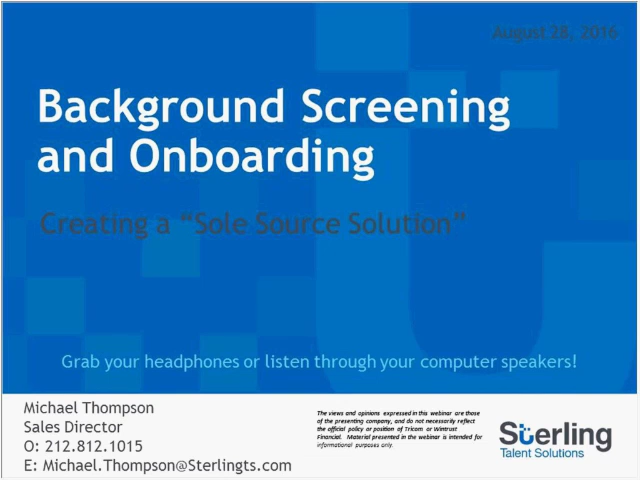 August 28, 2016
Background Screening
and Onboarding
Creating a “Sole Source Solution”
Grab your headphones or listen through your computer speakers!
Michael Thompson
Sales Director
O: 212.812.1015
E: Michael.Thompson@Sterlingts.com
The views and opinions expressed in this webinar are those
of the presenting company, and do not necessarily reflect
the official policy or position of Tricom or Wintrust
Financial. Material presented in the webinar is intended for
informational purposes only.
Sterling
Talent Solutions